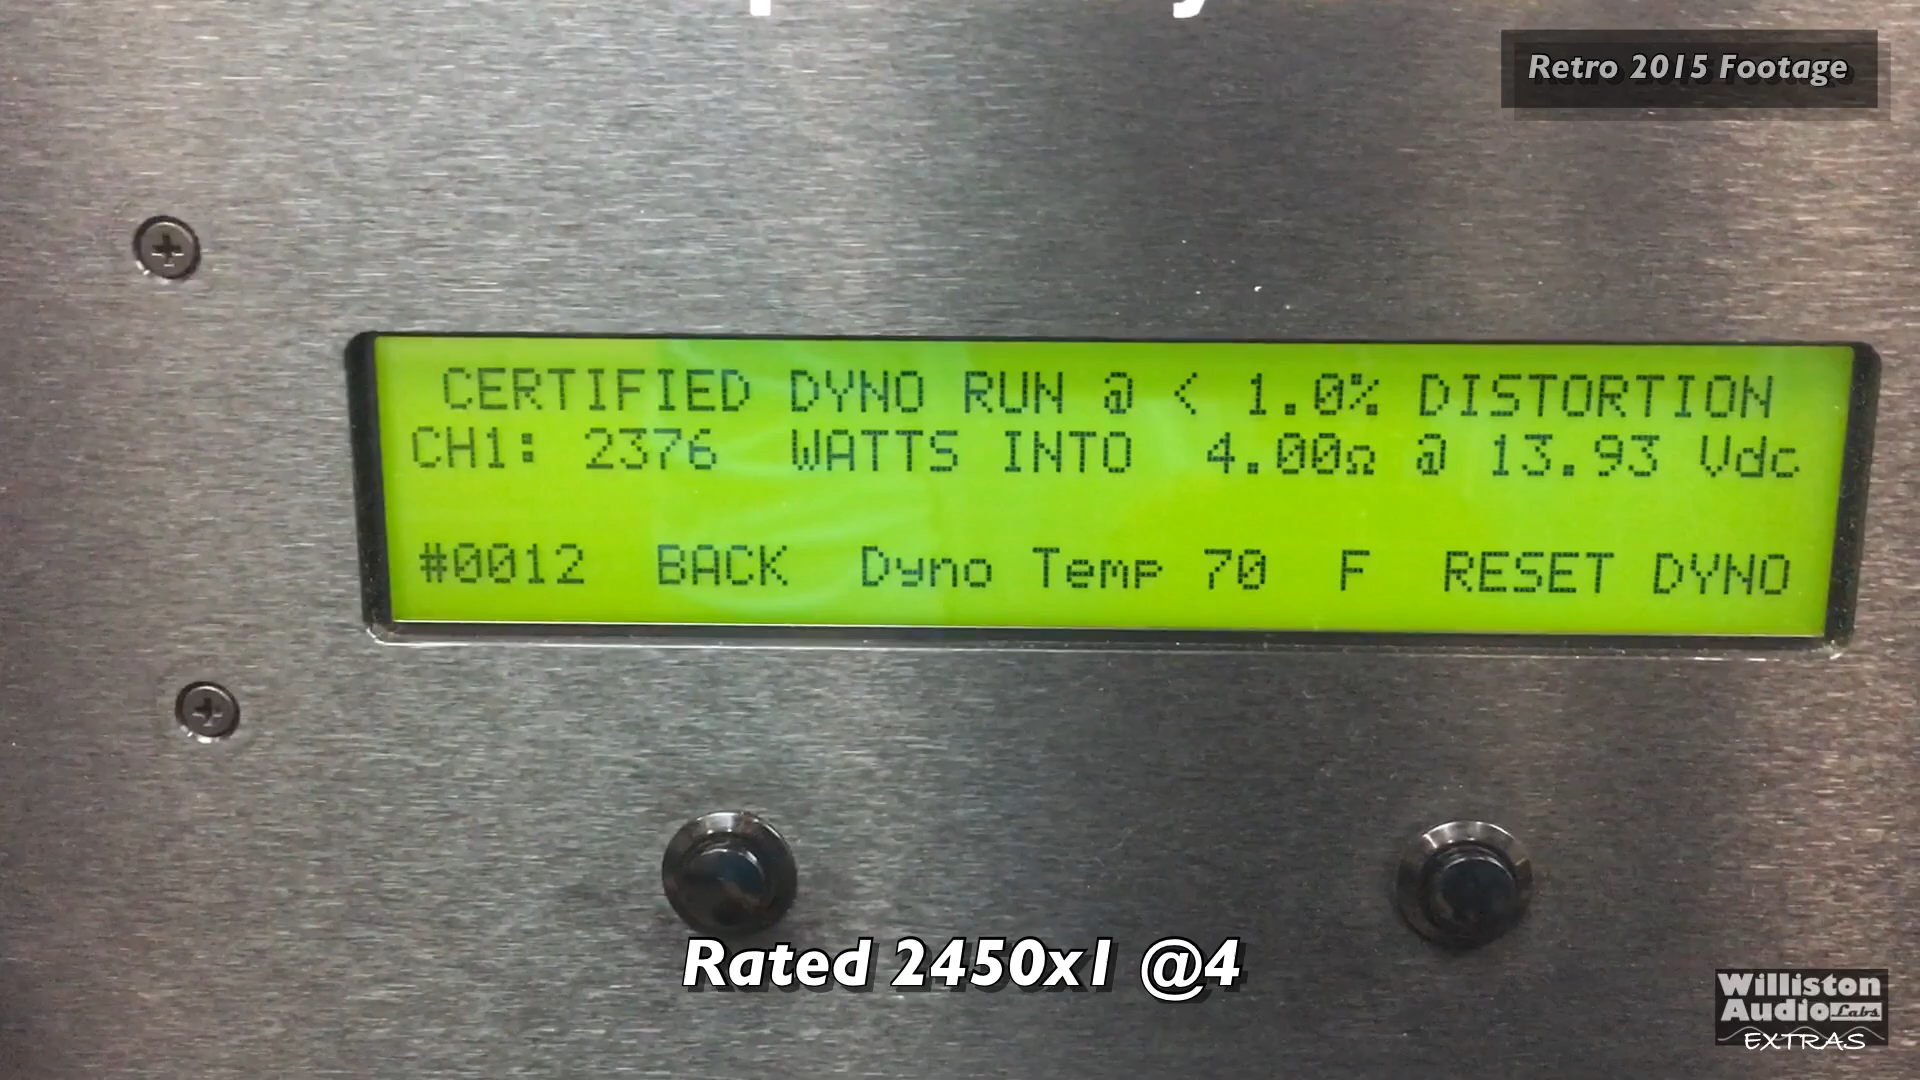 Retro 2015 Footage
CERTIFIED DYNO RUN @ < 1.0% DISTORTION
CH1: 2376 WATTS INTO 4.00Ω @ 13.93 Vdc
#0012 BACK Dyno Temp 70 F RESET DYNO
Rated 2450x1 @4
Williston
Audio Labs
EXTRAS